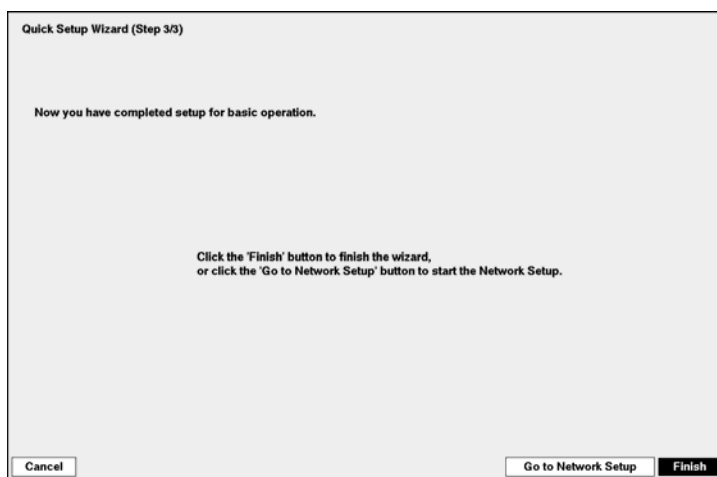 Quick Setup Wizard (Step 3/3)
Now you have completed setup for basic operation.
Click the 'Finish' button to finish the wizard,
or click the 'Go to Network Setup' button to start the Network Setup.
Cancel
Go to Network Setup
Finish